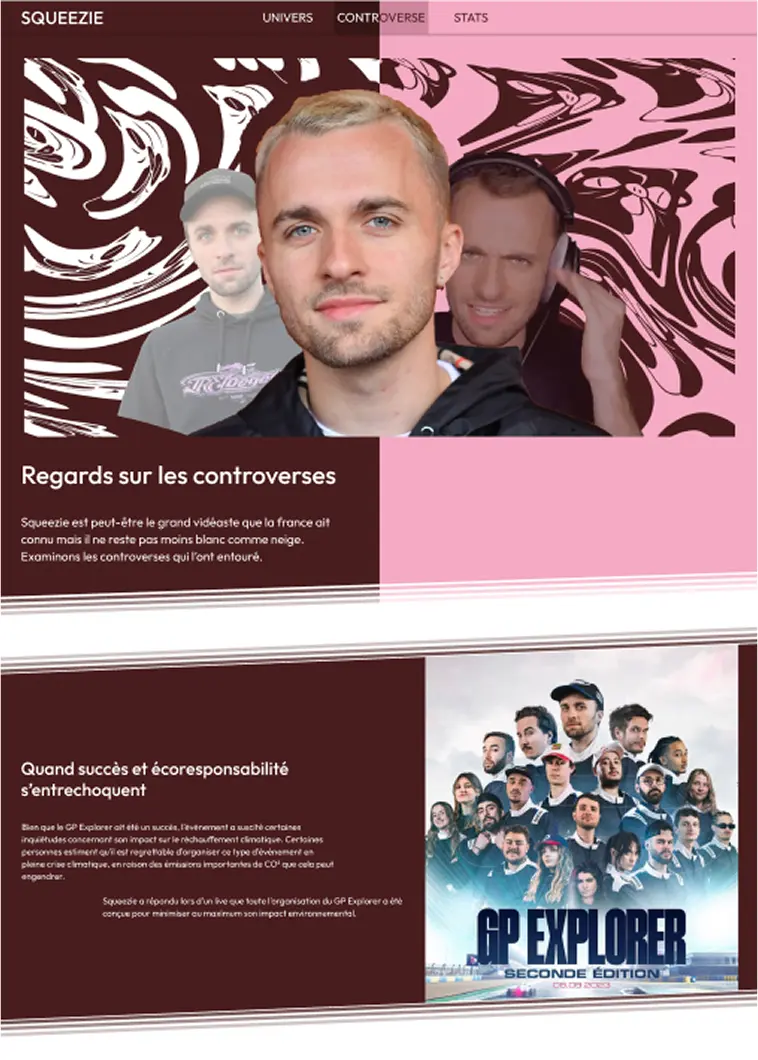 SQUEEZIE UNIVERS CONTROVERSE STATS
Regards sur les controverses
Squeezie est peut-être le grand vidéaste que la france ait
connu mais il ne reste pas moins blanc comme neige.
Examinons les controverses qui l'ont entouré.
Quand succès et écoresponsabilité
s'entrechoquent
Bien que le GP Explorer ait été un succès, l'évènement a suscité certaines
inquiétudes concernant son impact sur le réchauffement climatique. Certaines
personnes estiment qu'il est regrettable d'organiser ce type d'événement en
pleine crise climatique, en raison des émissions importantes de CO² que cela peut
engendrer.
Squeezie a répondu lors d'un live que toute l'organisation du GP Explorer a été
conçue pour minimiser au maximum son impact environnemental.
GP EXPLORER
SECONDE ÉDITION
09.09.2023